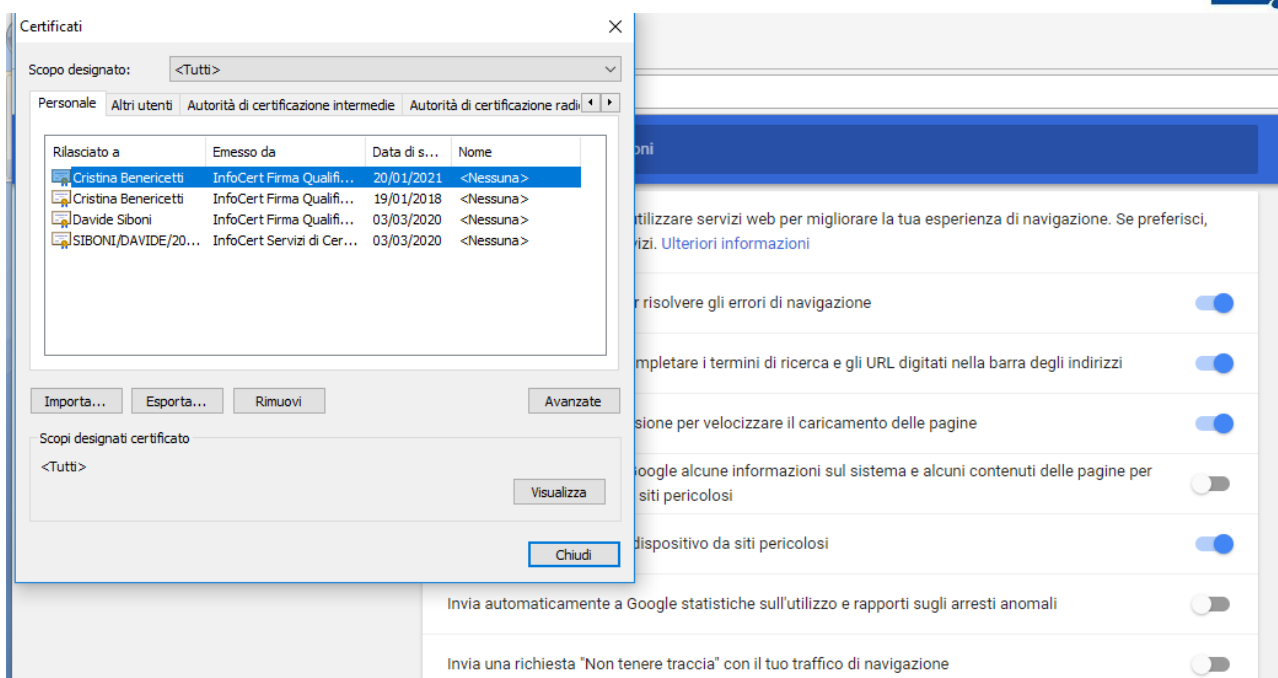 Certificati
Scopo designato: <Tutti>
Personale Altri utenti Autorità di certificazione intermedie Autorità di certificazione radi
Rilasciato a Emesso da Data di s... Nome
Cristina Benericetti InfoCert Firma Qualifi... 20/01/2021 <Nessuna>
Cristina Benericetti InfoCert Firma Qualifi... 19/01/2018 <Nessuna>
Davide Siboni InfoCert Firma Qualifi... 03/03/2020 <Nessuna>
SIBONI/DAVIDE/20... InfoCert Servizi di Cer... 03/03/2020 <Nessuna>
Importa... Esporta... Rimuovi Avanzate
Scopi designati certificato
<Tutti>
Visualizza
Chiudi
oni
utilizzare servizi web per migliorare la tua esperienza di navigazione. Se preferisci,
vizi. Ulteriori informazioni
r risolvere gli errori di navigazione
mpletare i termini di ricerca e gli URL digitati nella barra degli indirizzi
sione per velocizzare il caricamento delle pagine
Google alcune informazioni sul sistema e alcuni contenuti delle pagine per
siti pericolosi
dispositivo da siti pericolosi
Invia automaticamente a Google statistiche sull'utilizzo e rapporti sugli arresti anomali
Invia una richiesta "Non tenere traccia" con il tuo traffico di navigazione